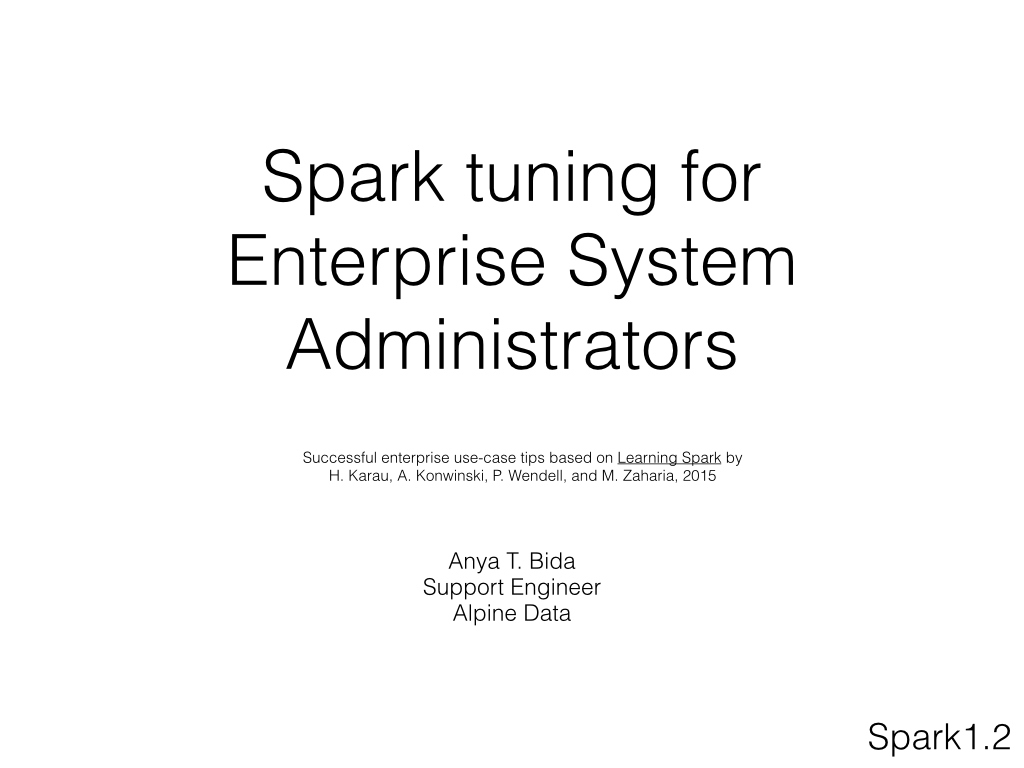 Spark tuning for
Enterprise System
Administrators
Successful enterprise use-case tips based on Learning Spark by
H. Karau, A. Konwinski, P. Wendell, and M. Zaharia, 2015
Anya T. Bida
Support Engineer
Alpine Data
Spark1.2